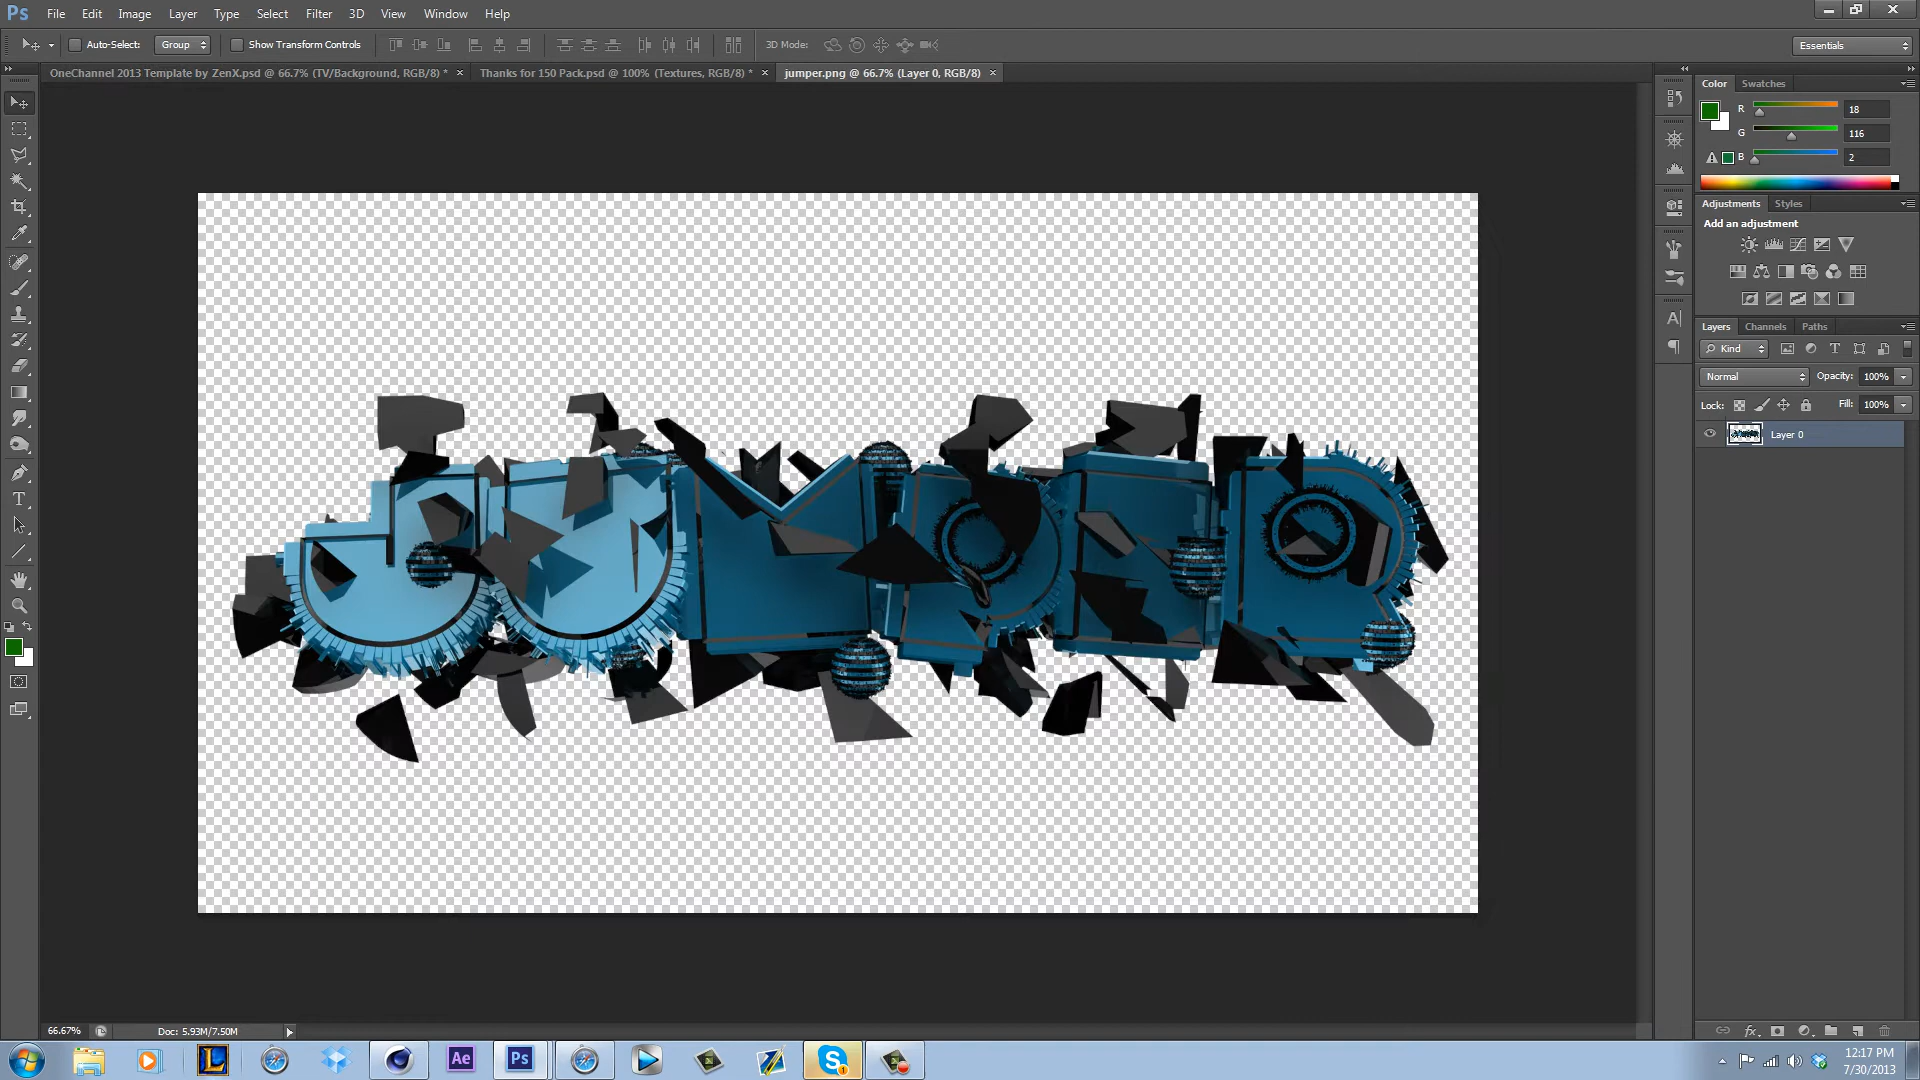 Ps File Edit Image Layer Type Select Filter 3D View Window Help
Auto-Select: Group Show Transform Controls 3D Mode: Essentials
OneChannel 2013 Template by ZenX.psd @ 66.7% (TV/Background, RGB/8) * × Thanks for 150 Pack.psd @ 100% (Textures, RGB/8) * × jumper.png @ 66.7% (Layer 0, RGB/8) ×
Color Swatches
R 18
G 116
B 2
Adjustments Styles
Add an adjustment
Layers Channels Paths
Kind
Normal Opacity: 100%
Lock: Fill: 100%
Layer 0
JUMPER
66.67% Doc: 5.93M/7.50M
Ae Ps
12:17 PM
7/30/2013